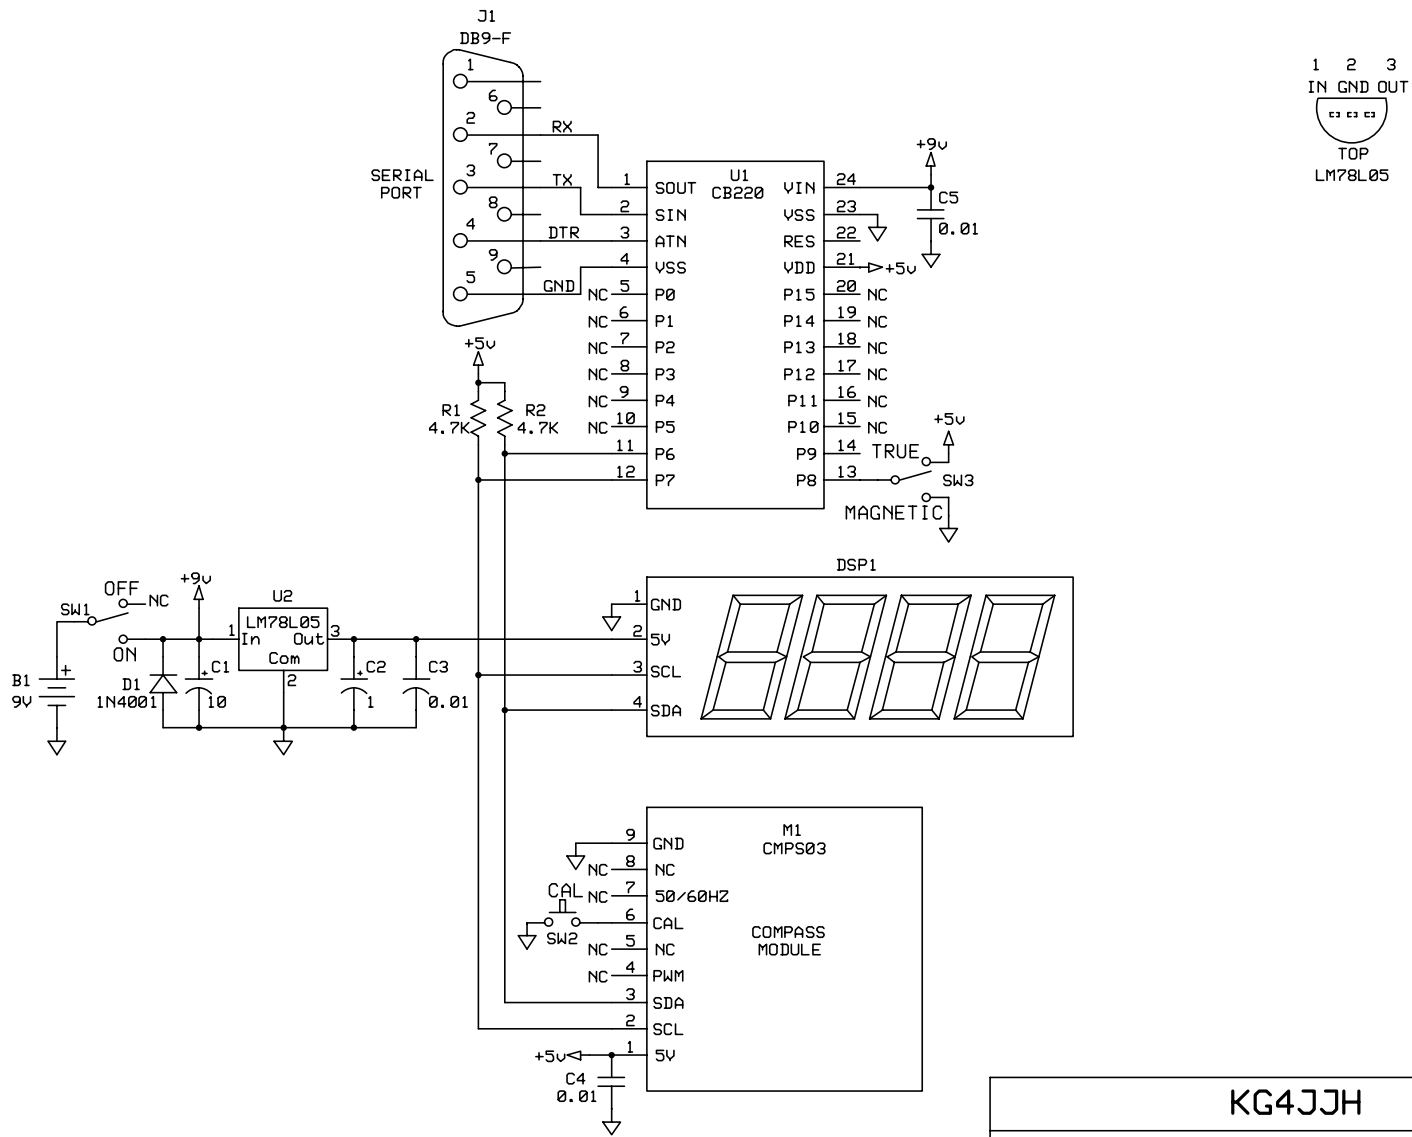 J1
DB9-F
1
6
2
RX
7
3
TX
8
4
DTR
9
5
GND
SERIAL
PORT
1 2 3
IN GND OUT
TOP
LM78L05
U1
CB220
1 SOUT
2 SIN
3 ATN
4 VSS
NC 5 P0
NC 6 P1
NC 7 P2
NC 8 P3
NC 9 P4
NC 10 P5
11 P6
12 P7
VIN 24
VSS 23
RES 22
VDD 21 +5v
P15 20 NC
P14 19 NC
P13 18 NC
P12 17 NC
P11 16 NC
P10 15 NC
P9 14
P8 13
+9v
C5
0.01
+5v
TRUE
SW3
MAGNETIC
+5v
R1
4.7K
R2
4.7K
OFF
NC
SW1
ON
+9v
U2
LM78L05
1 In Out 3
Com
2
B1
9V
+
D1
1N4001
+
C1
10
+
C2
1
C3
0.01
DSP1
1 GND
2 5V
3 SCL
4 SDA
M1
CMPS03
COMPASS
MODULE
9 GND
NC 8 NC
NC 7 50/60HZ
CAL
6 CAL
SW2
NC 5 NC
NC 4 PWM
3 SDA
2 SCL
+5v 1 5V
C4
0.01
KG4JJH